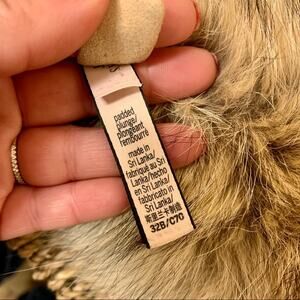 padded
plunge/
plongeant
rembourré
made in
Sri Lanka/
fabriqué au Sri
Lanka/hecho
en Sri Lanka/
fabricato in
Sri Lanka/
斯里兰卡制造
32B/C70